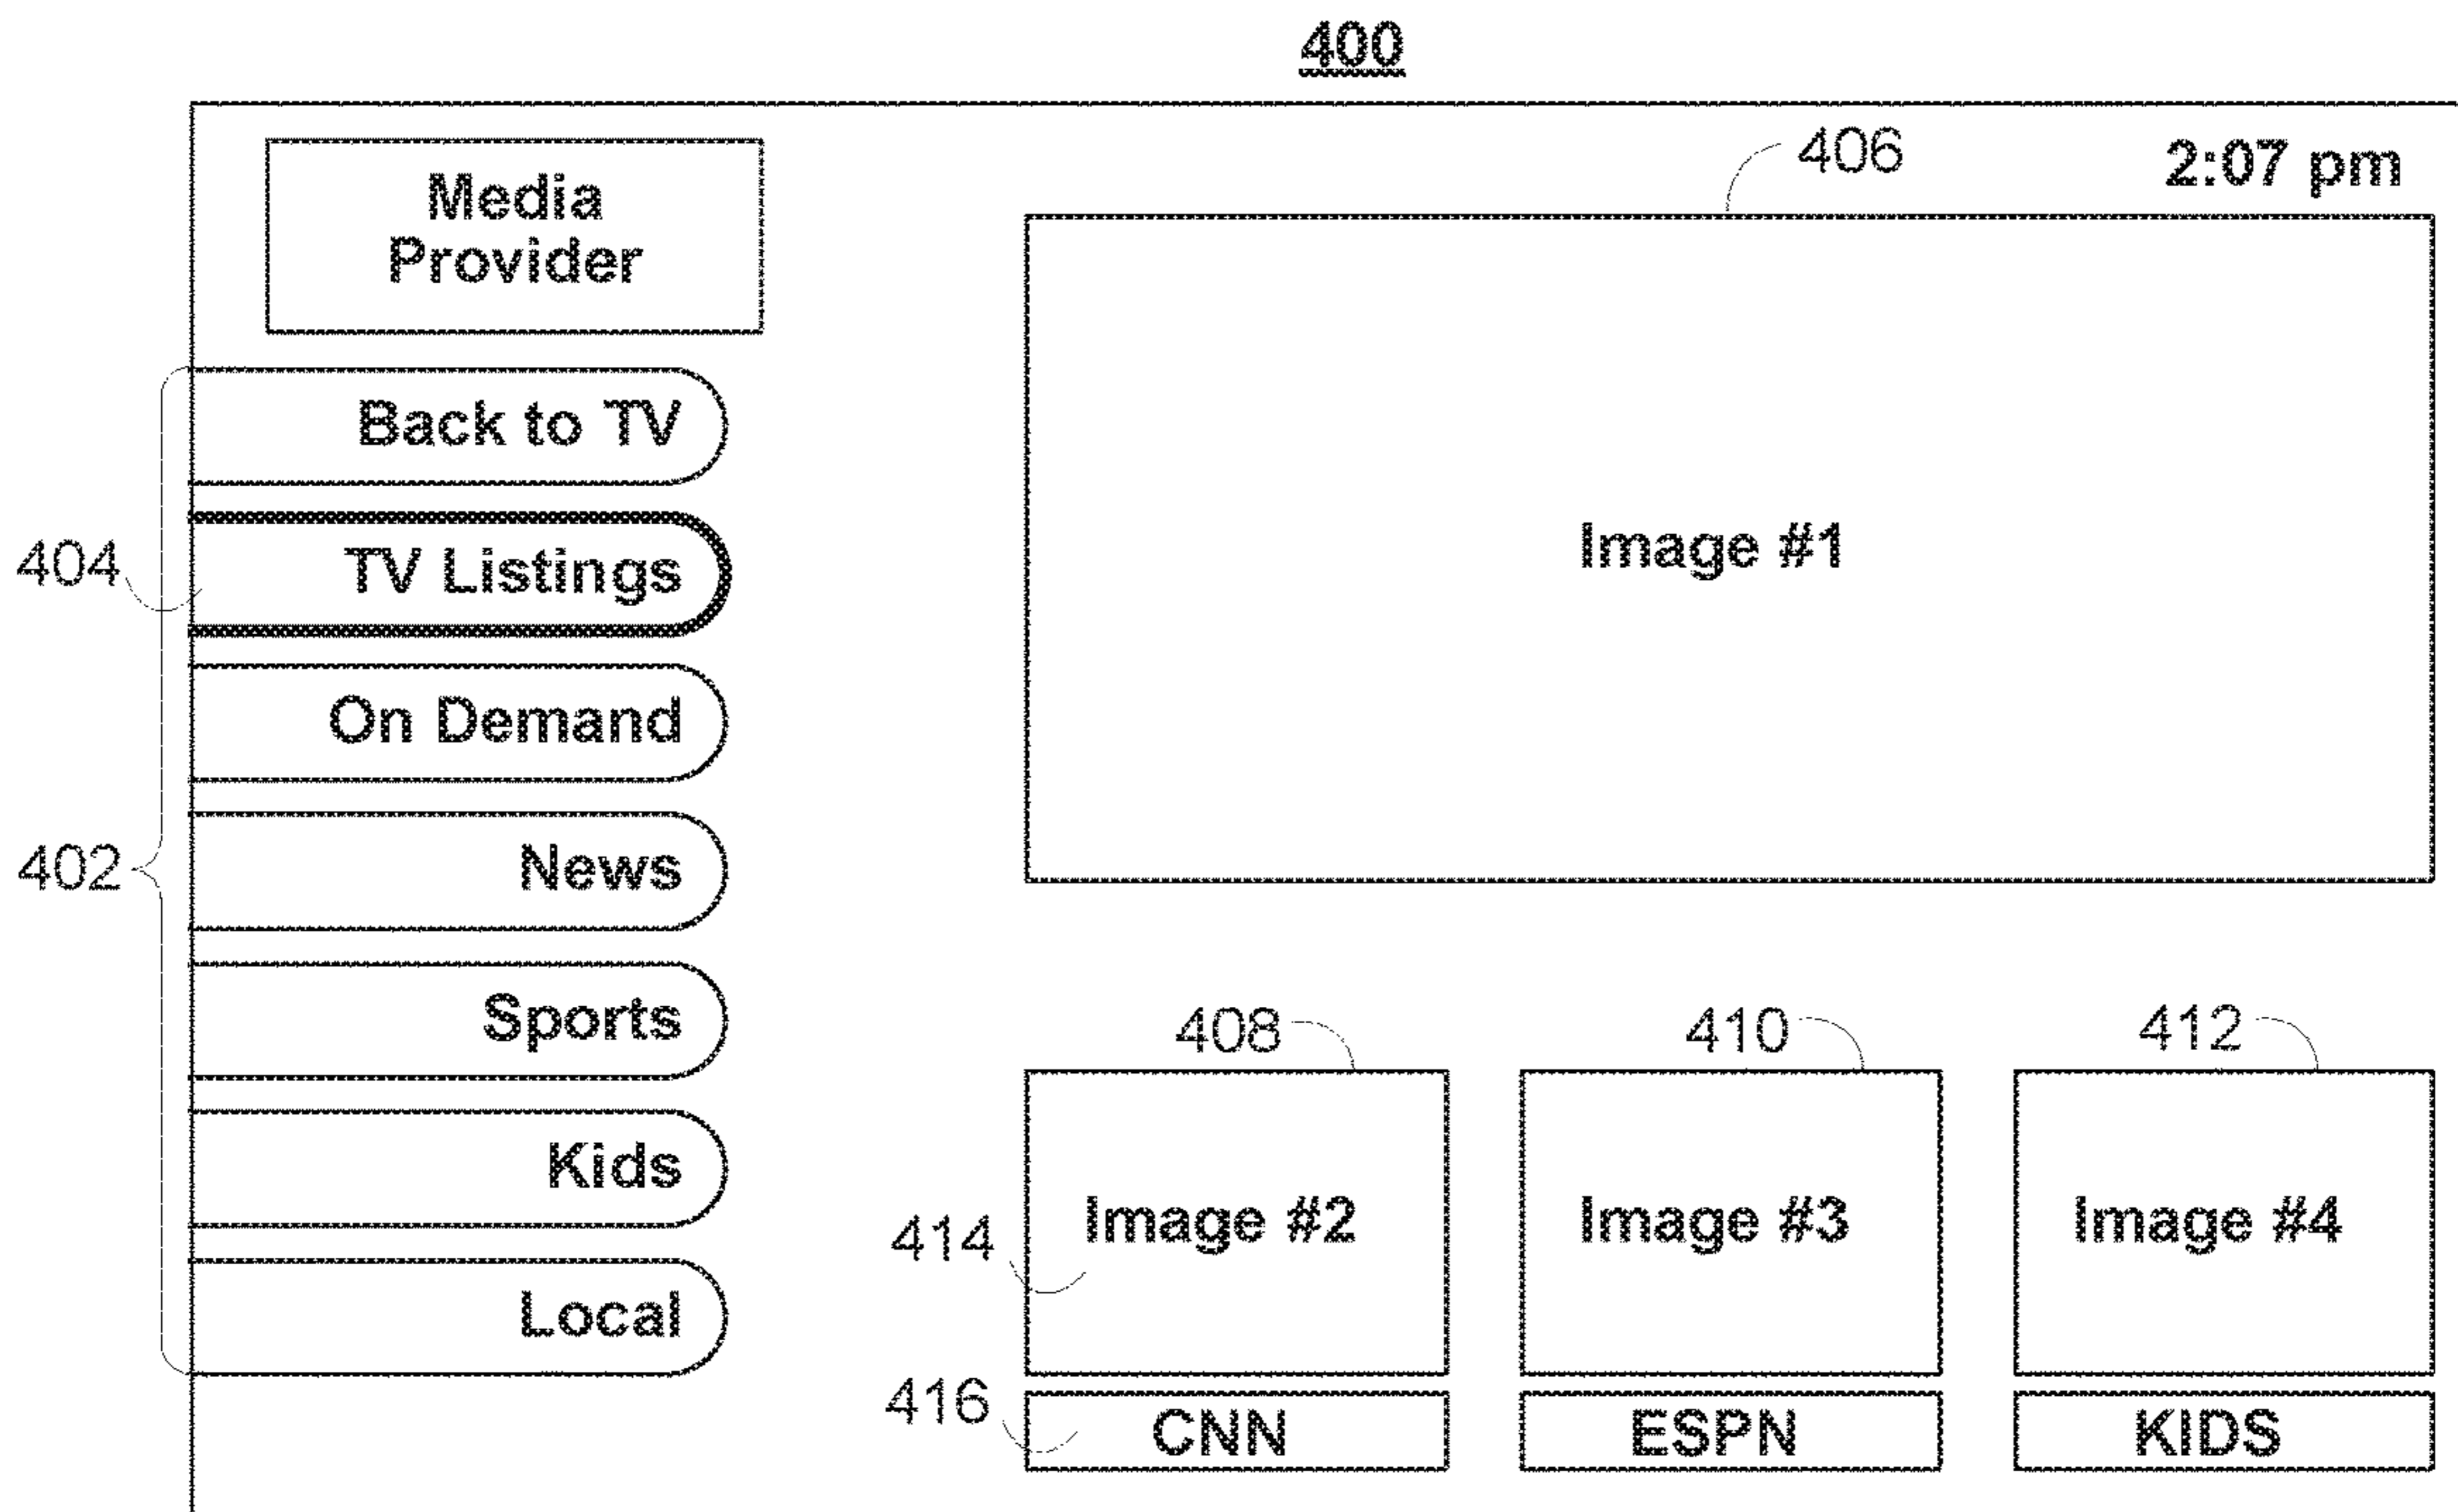 400
406
2:07 pm
Media
Provider
Back to TV
404
TV Listings
Image #1
On Demand
402
News
Sports
408
410
412
Kids
414
Image #2
Image #3
Image #4
Local
416
CNN
ESPN
KIDS